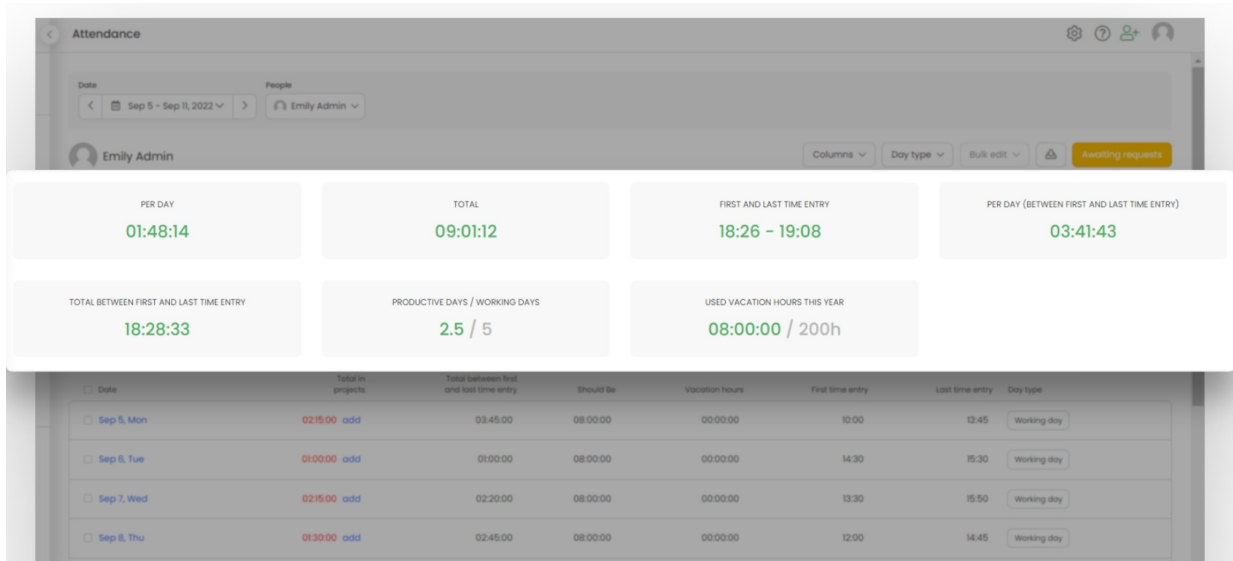 Attendance
Date
People
Sep 5 - Sep 11, 2022
Emily Admin
Emily Admin
Columns
Day type
Bulk edit
Awaiting requests
PER DAY
01:48:14
TOTAL
09:01:12
FIRST AND LAST TIME ENTRY
18:26 - 19:08
PER DAY (BETWEEN FIRST AND LAST TIME ENTRY)
03:41:43
TOTAL BETWEEN FIRST AND LAST TIME ENTRY
18:28:33
PRODUCTIVE DAYS / WORKING DAYS
2.5 / 5
USED VACATION HOURS THIS YEAR
08:00:00 / 200h
Date
Total in
projects
Total between first
and last time entry
Should Be
Vacation hours
First time entry
Last time entry
Day type
Sep 5, Mon 02:15:00 add 03:45:00 08:00:00 00:00:00 10:00 13:45 Working day
Sep 6, Tue 01:00:00 add 01:00:00 08:00:00 00:00:00 14:30 15:30 Working day
Sep 7, Wed 02:15:00 add 02:20:00 08:00:00 00:00:00 13:30 15:50 Working day
Sep 8, Thu 01:30:00 add 02:45:00 08:00:00 00:00:00 12:00 14:45 Working day